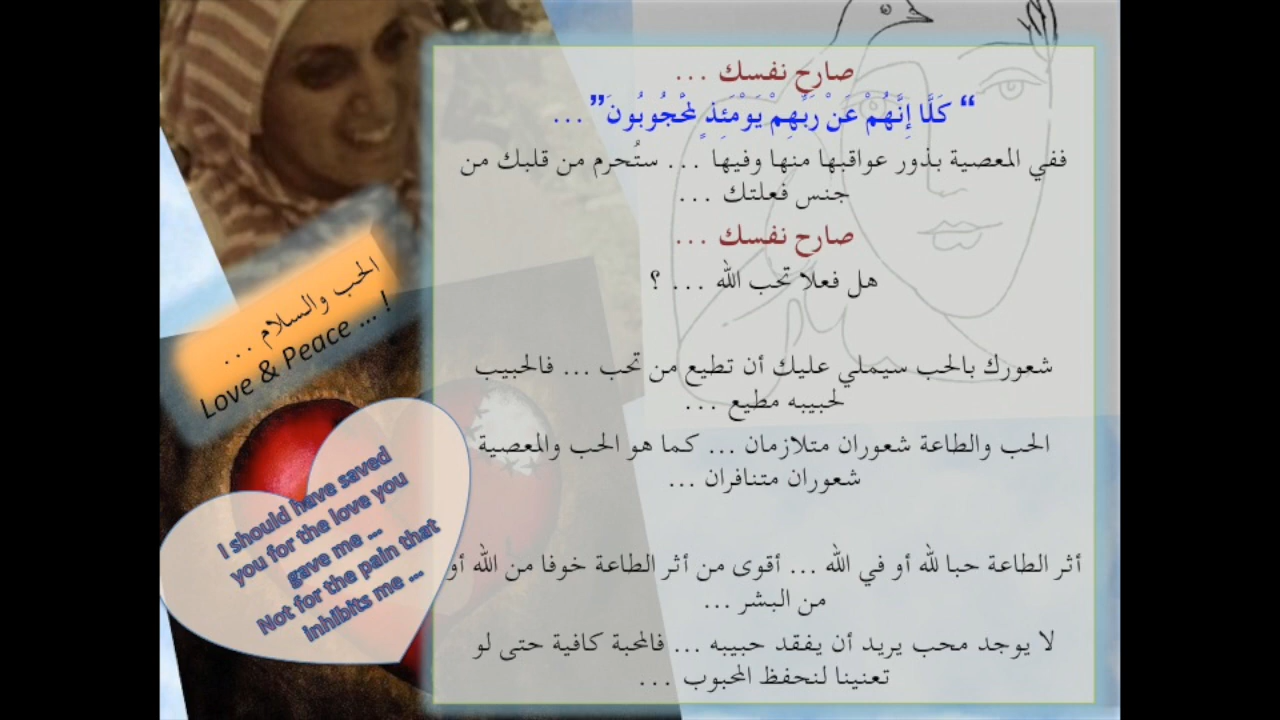 صارح نفسك ...
“ كَلَّا إِنَّهُمْ عَنْ رَبِّهِمْ يَوْمَئِذٍ لَمَحْجُوبُونَ” ...
ففي المعصية بذور عواقبها منها وفيها ... ستُحرم من قلبك من
جنس فعلتك ...
صارح نفسك ...
هل فعلا تحب الله ... ؟
شعورك بالحب سيملي عليك أن تطيع من تحب ... فالحبيب
لحبيبه مطيع ...
الحب والطاعة شعوران متلازمان ... كما هو الحب والمعصية
شعوران متنافران ...
أثر الطاعة حبا لله أو في الله ... أقوى من أثر الطاعة خوفا من الله أو
من البشر ...
لا يوجد محب يريد أن يفقد حبيبه ... فالمحبة كافية حتى لو
تعنينا لنحفظ المحبوب ...
الحب والسلام ...
Love & Peace ... !
I should have saved
you for the love you
gave me ...
Not for the pain that
inhibits me ...